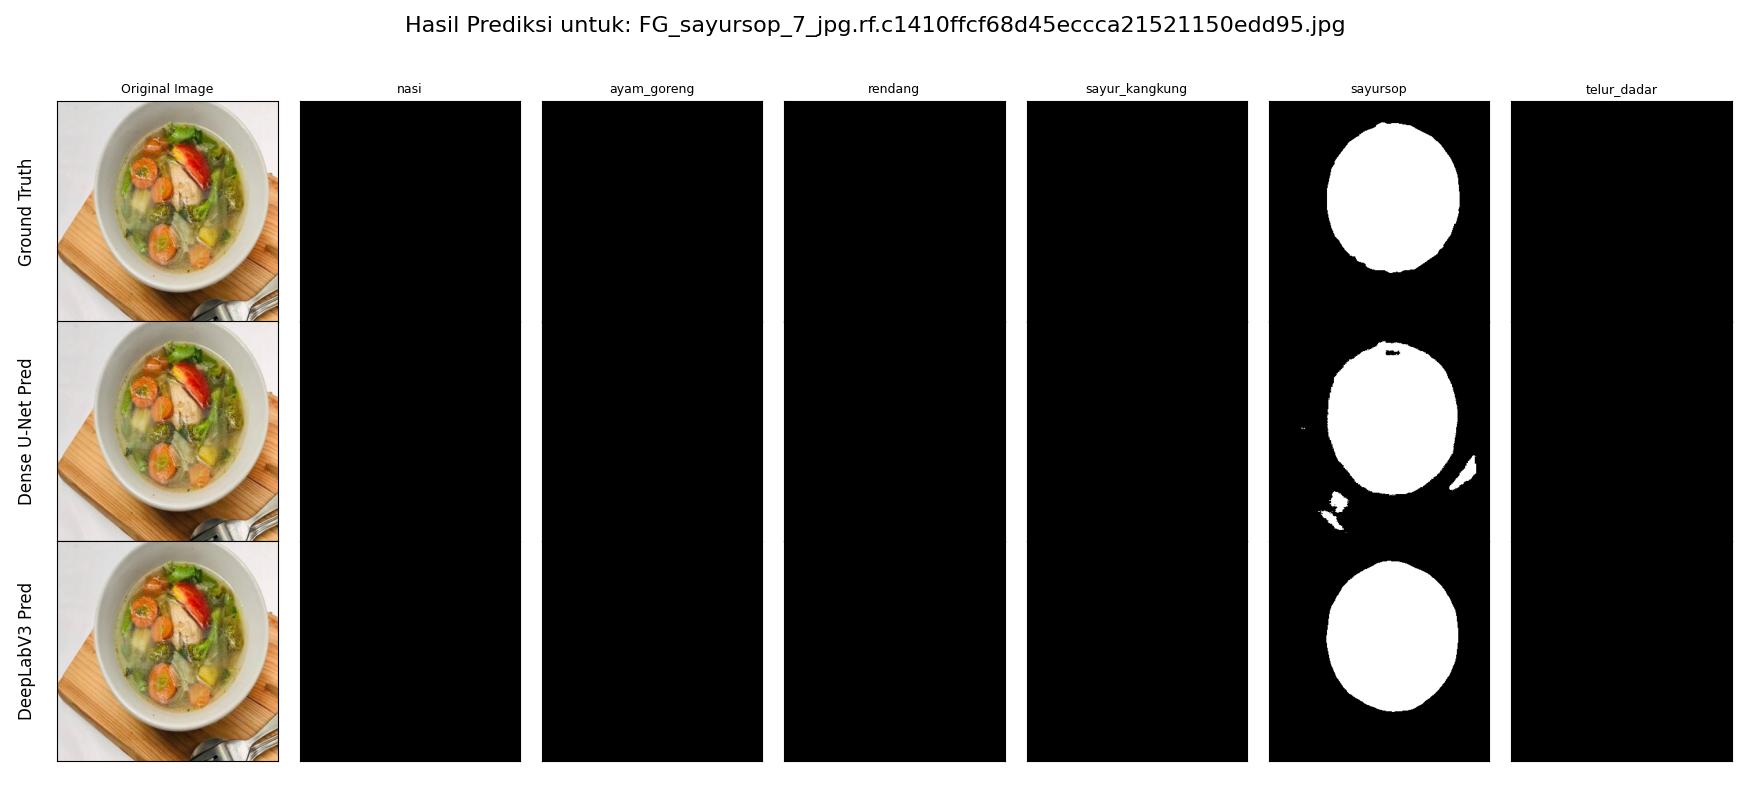 Hasil Prediksi untuk: FG_sayursop_7_jpg.rf.c1410ffcf68d45eccca21521150edd95.jpg
Original Image nasi ayam_goreng rendang sayur_kangkung sayursop telur_dadar
Ground Truth
Dense U-Net Pred
DeepLabV3 Pred